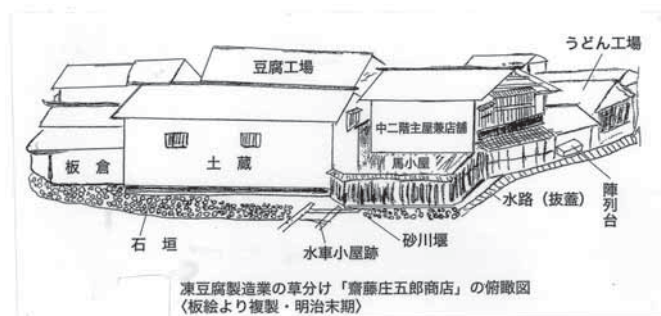 うどん工場
豆腐工場
中二階主屋兼店舗
馬小屋
板倉
土蔵
陣列台
水路（抜蓋）
石垣
砂川堰
水車小屋跡
凍豆腐製造業の草分け「齋藤庄五郎商店」の俯瞰図
〈板絵より複製・明治末期〉